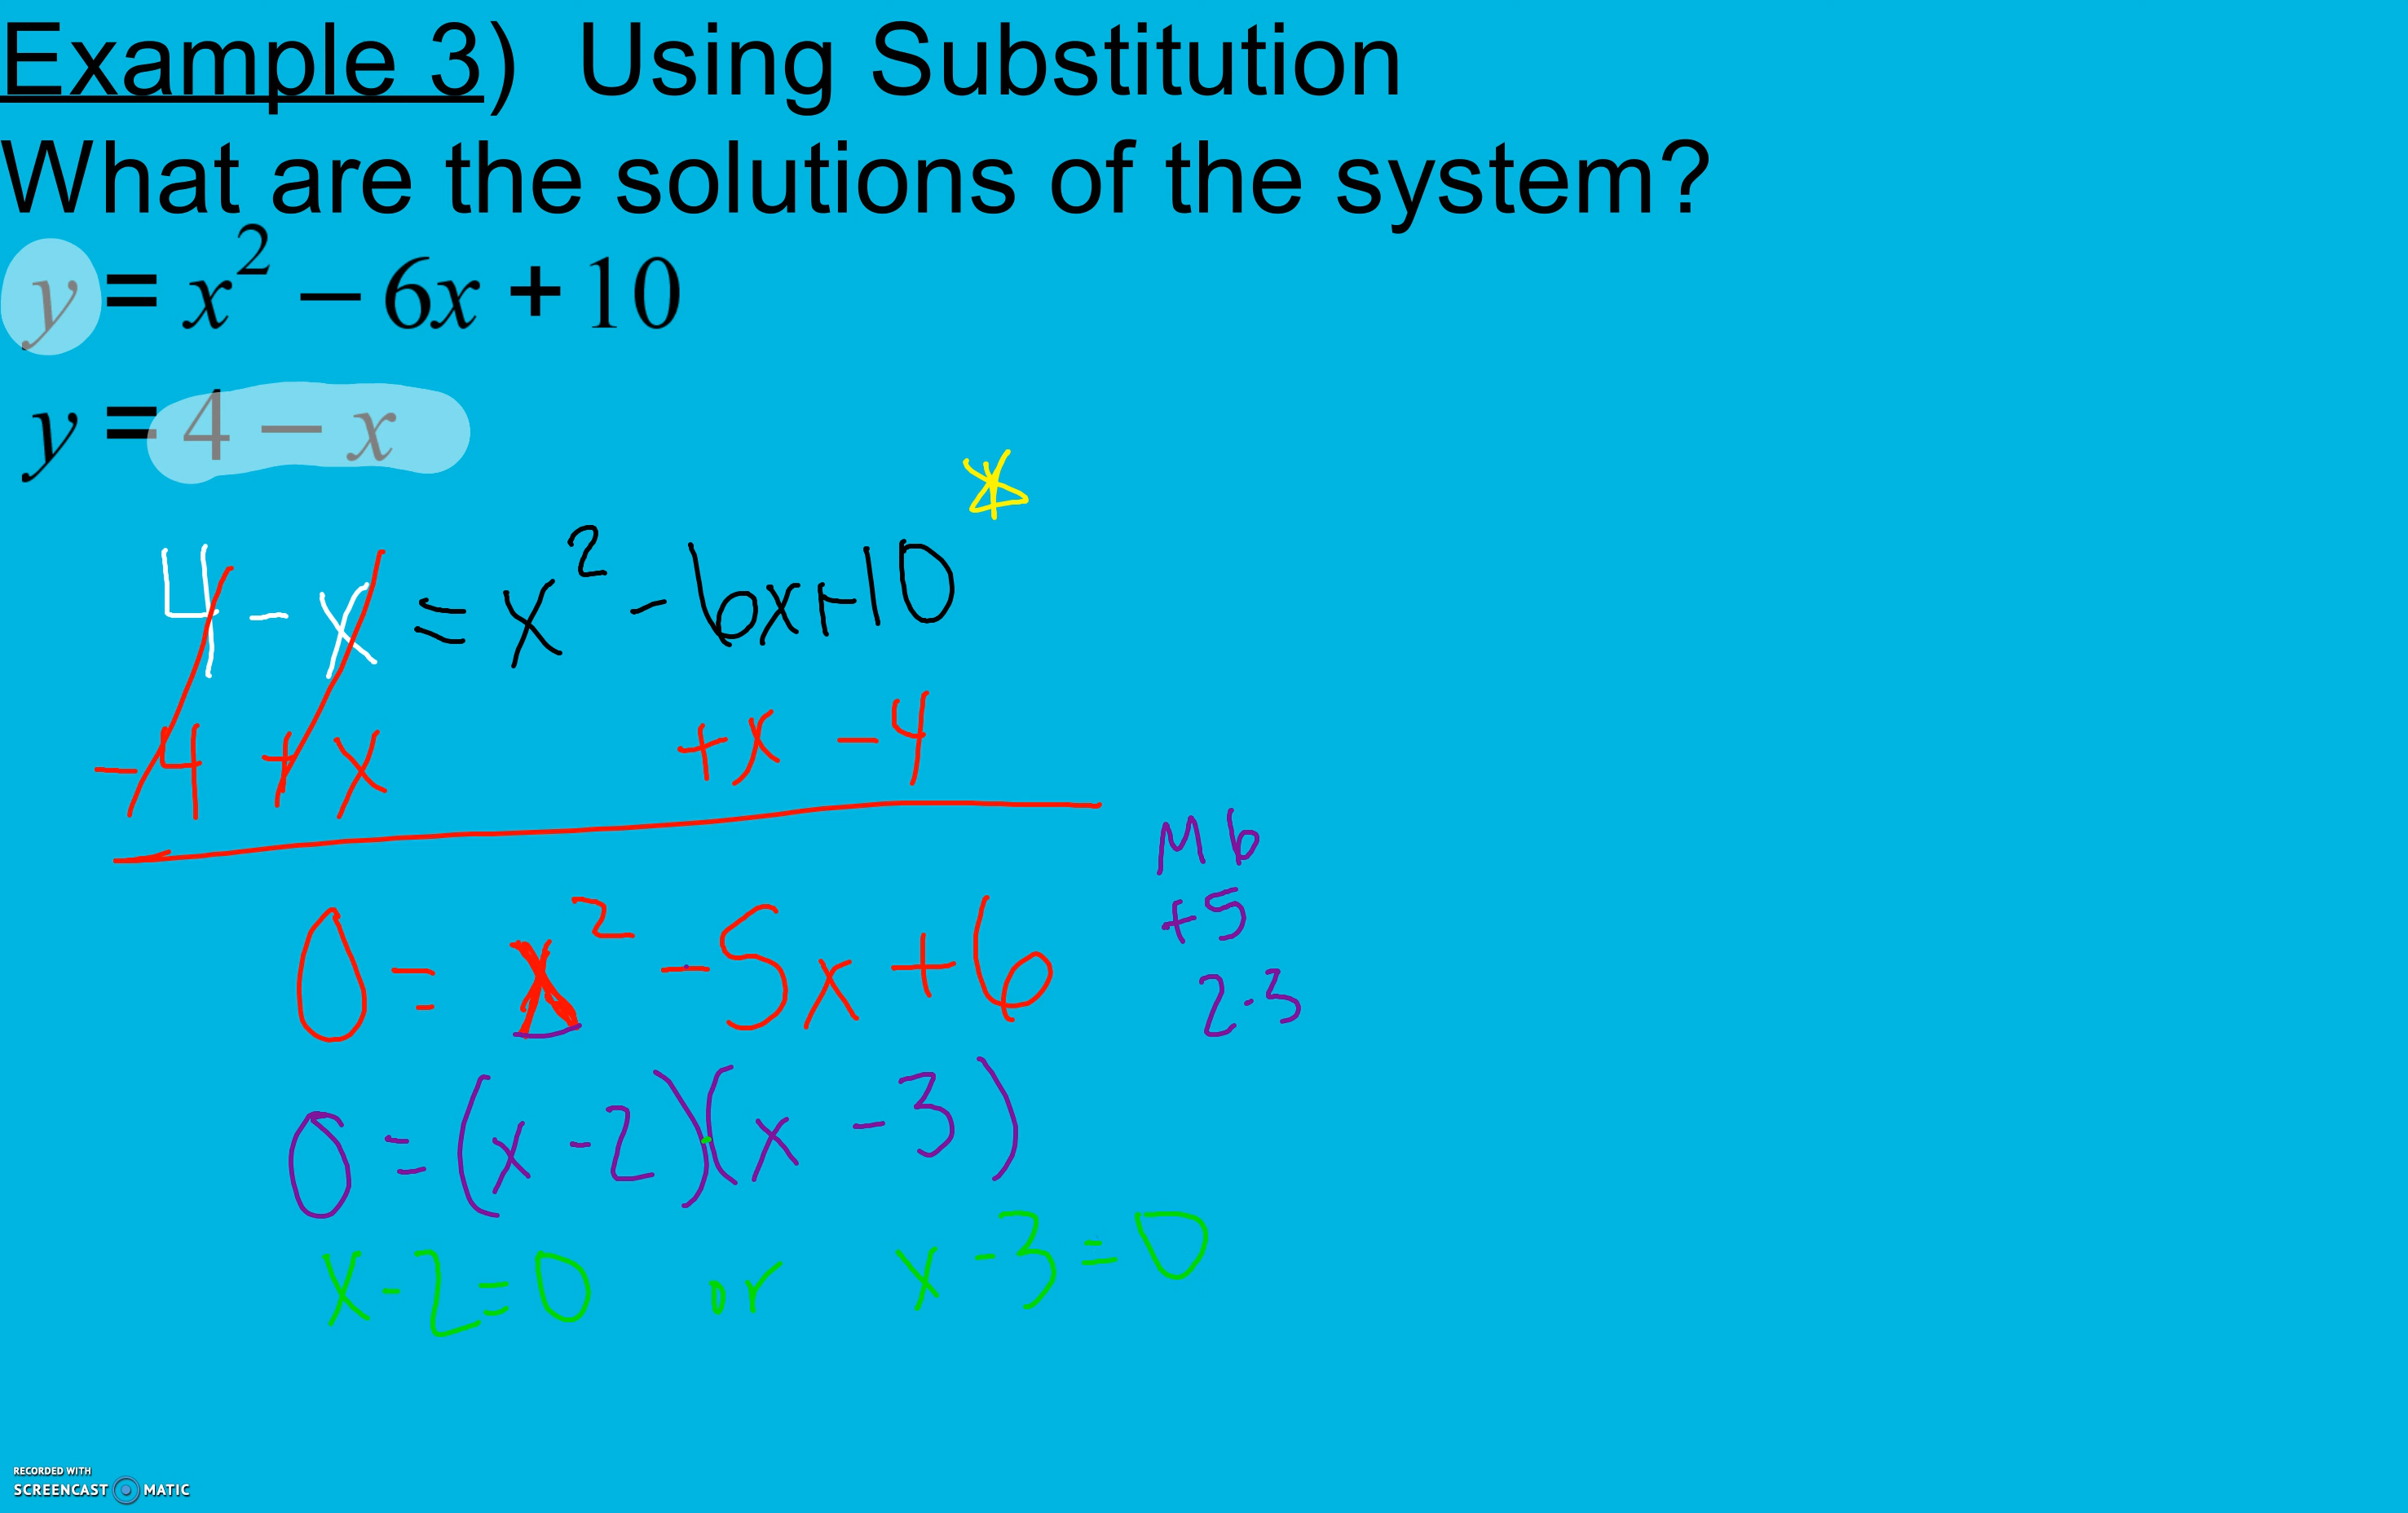 Example 3) Using Substitution
What are the solutions of the system?
y = x² − 6x + 10
y = 4 − x
4 - x = x² - 6x + 10
-4 +x +x -4
M 6
+5
0 = x² - 5x + 6
2·3
0 = (x - 2)(x - 3)
x - 2 = 0 or x - 3 = 0
RECORDED WITH
SCREENCAST MATIC